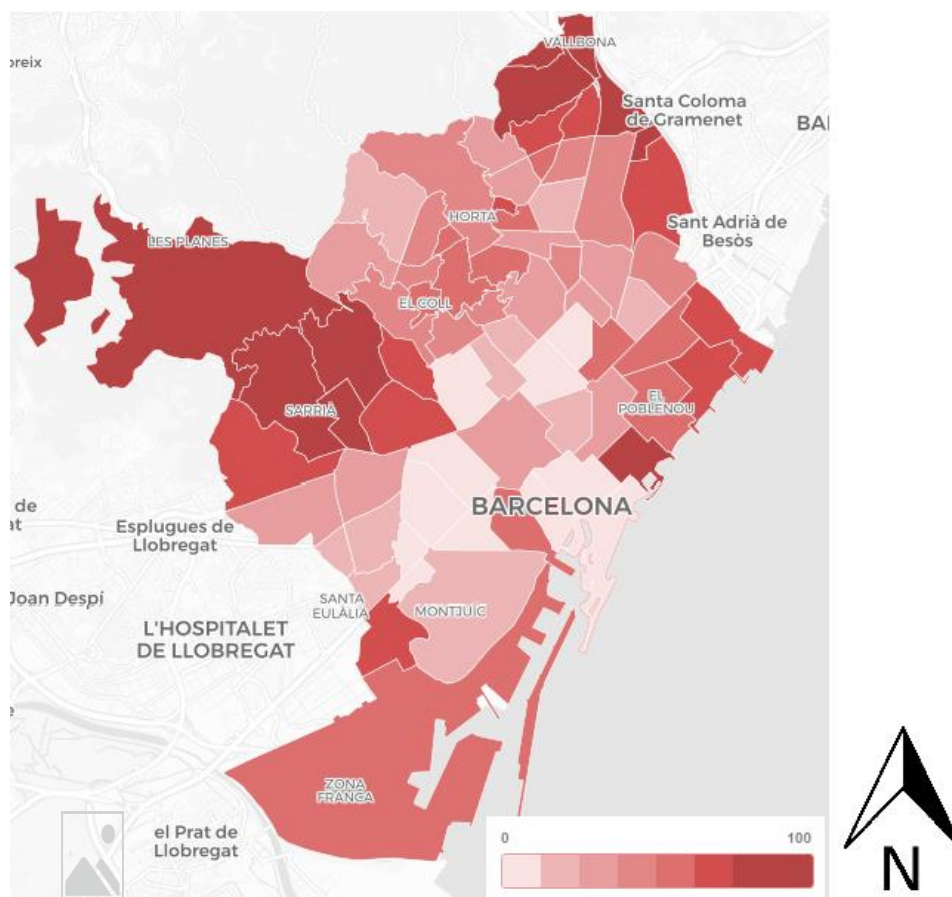 VALLBONA
oreix
Santa Coloma
de Gramenet
BAI
HORTA
Sant Adrià de
Besòs
LES PLANES
EL COLL
SARRIÀ
EL
POBLENOU
BARCELONA
de
at
Esplugues de
Llobregat
Joan Despí
SANTA
EULÀLIA
MONTJUÏC
L'HOSPITALET
DE LLOBREGAT
ZONA
FRANCA
el Prat de
Llobregat
0 100
N